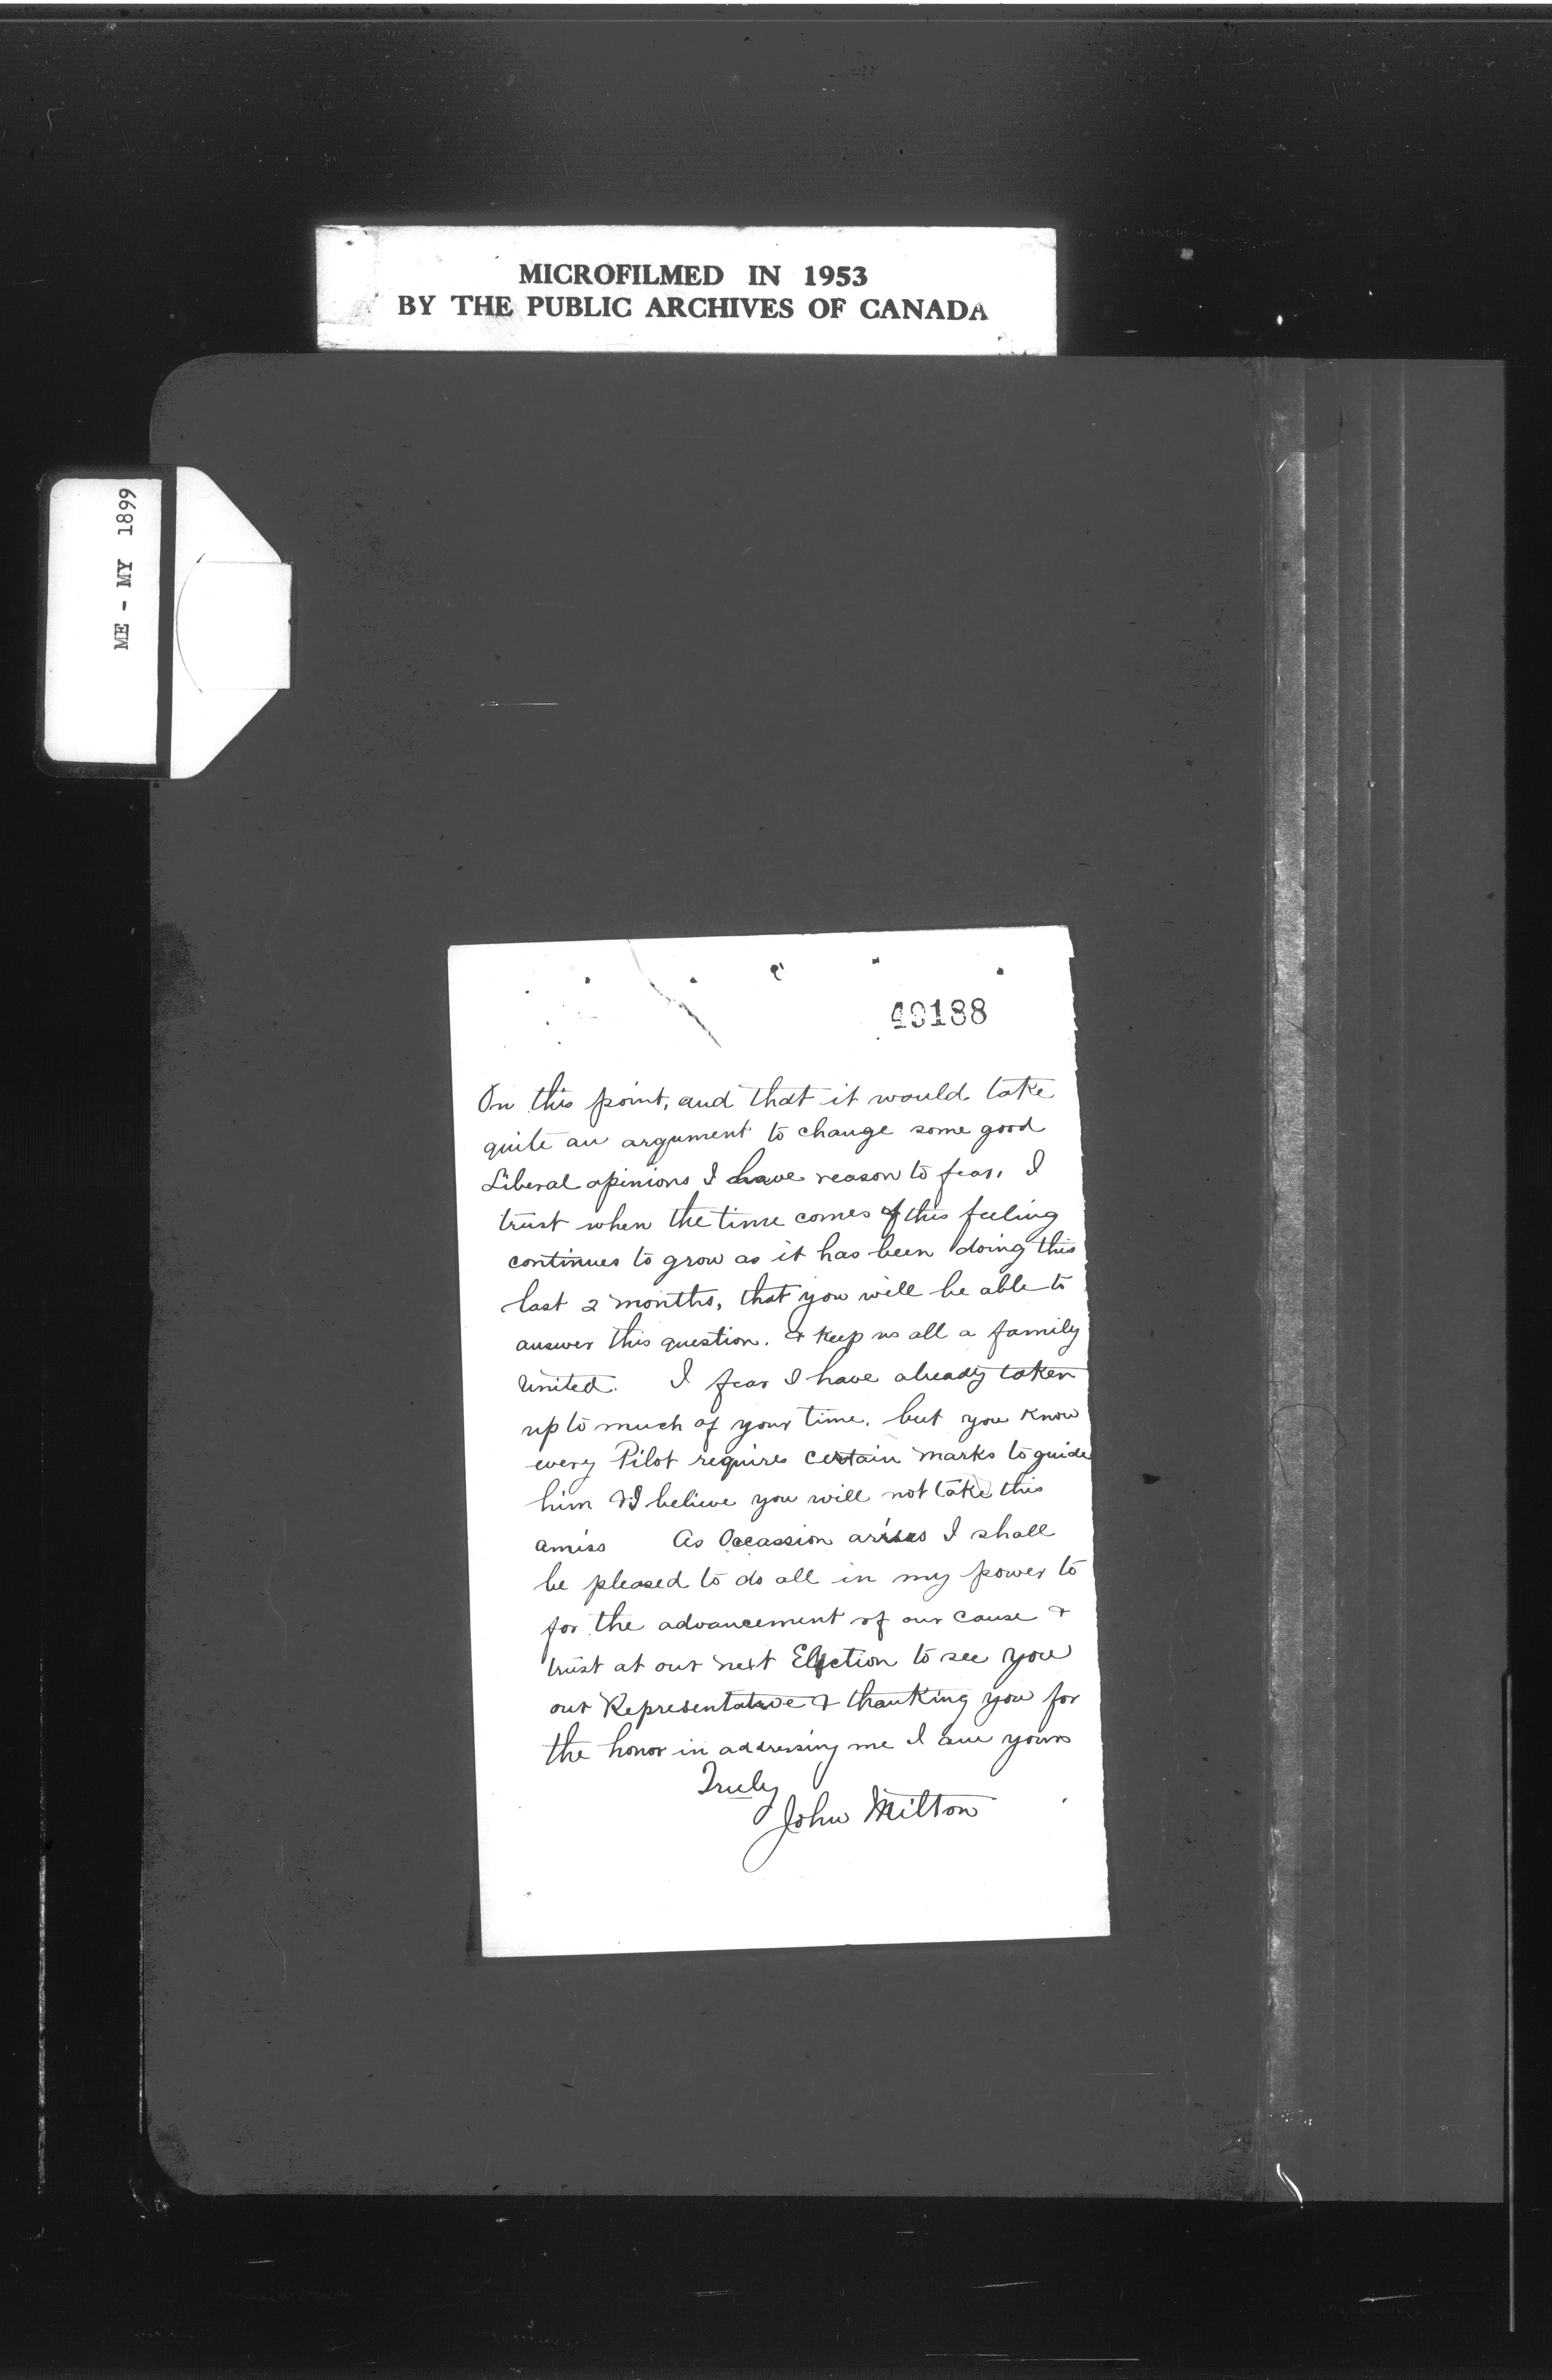 MICROFILMED IN 1953
BY THE PUBLIC ARCHIVES OF CANADA
ME - MY 1899
49188
On this point, and that it would take
quite an argument to change some good
Liberal opinions I have reason to fear, I
trust when the time comes if this feeling
continues to grow as it has been doing this
last 2 months, that you will be able to
answer this question. & keep us all a family
united. I fear I have already taken
up to much of your time. but you know
every Pilot requires certain marks to guide
him & I believe you will not take this
amiss As Occassion arises I shall
be pleased to do all in my power to
for the advancement of our cause &
trust at our next Election to see you
our Representative & thanking you for
the honor in addressing me I am yours
Truly
John Milton